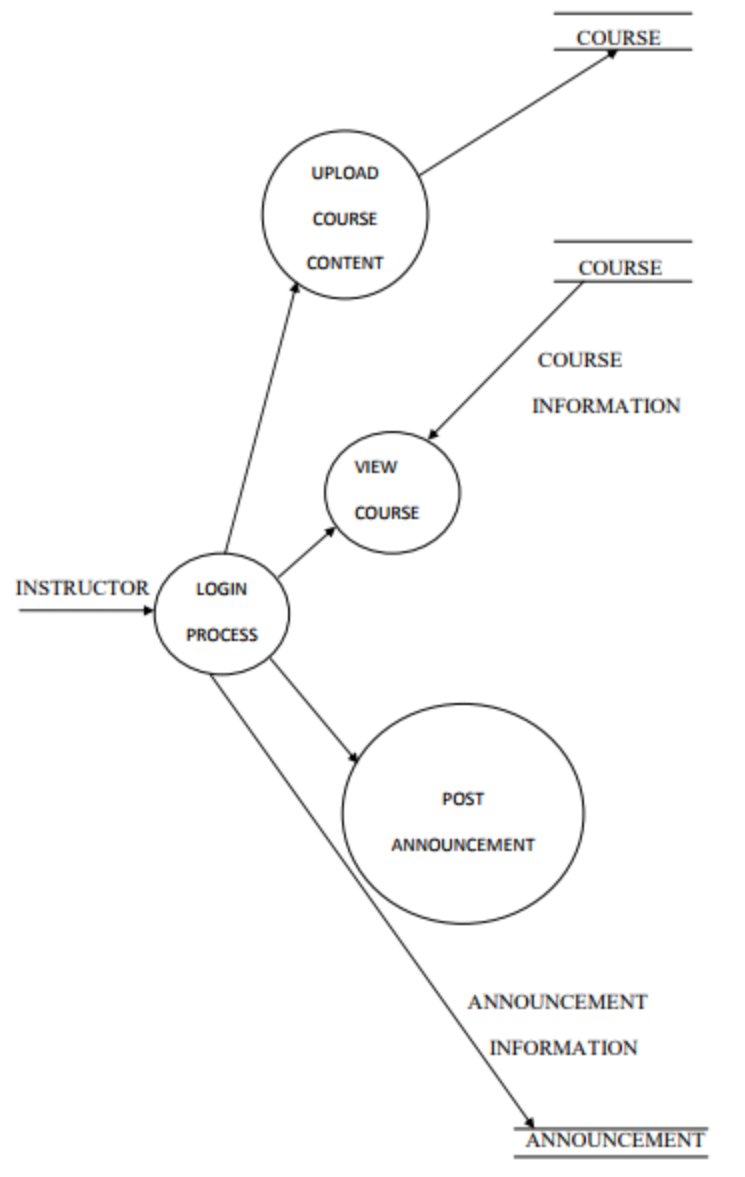 COURSE
UPLOAD
COURSE
CONTENT
COURSE
COURSE
INFORMATION
VIEW
COURSE
INSTRUCTOR
LOGIN
PROCESS
POST
ANNOUNCEMENT
ANNOUNCEMENT
INFORMATION
ANNOUNCEMENT